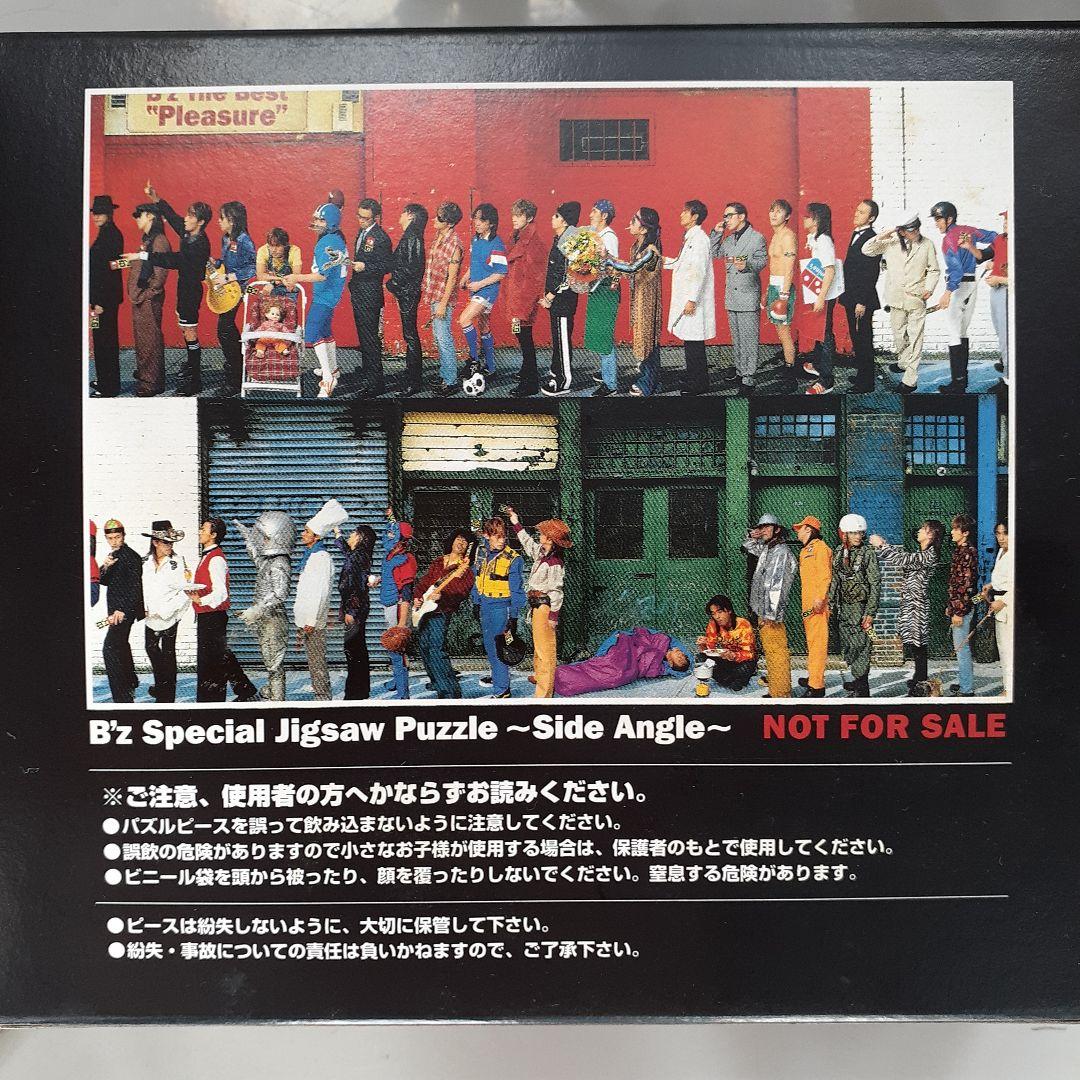 B'z The Best
"Pleasure"
B'z Special Jigsaw Puzzle ～Side Angle～ NOT FOR SALE
※ご注意、使用者の方へかならずお読みください。
●パズルピースを誤って飲み込まないように注意してください。
●誤飲の危険がありますので小さなお子様が使用する場合は、保護者のもとで使用してください。
●ビニール袋を頭から被ったり、顔を覆ったりしないでください。窒息する危険があります。
●ピースは紛失しないように、大切に保管して下さい。
●紛失・事故についての責任は負いかねますので、ご了承下さい。